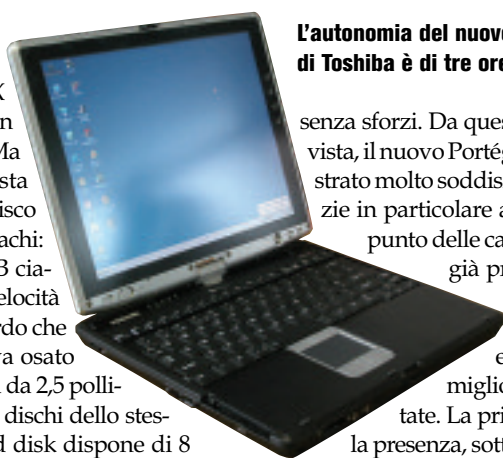 L'autonomia del nuovo
di Toshiba è di tre ore
X
n
Ma
sta
isco
achi:
B cia-
elocità
rdo che
va osato
i da 2,5 polli-
dischi dello stes-
d disk dispone di 8
senza sforzi. Da ques
vista, il nuovo Portég
strato molto soddis
zie in particolare a
punto delle ca
già pr
e
miglio
tate. La pri
la presenza, sott